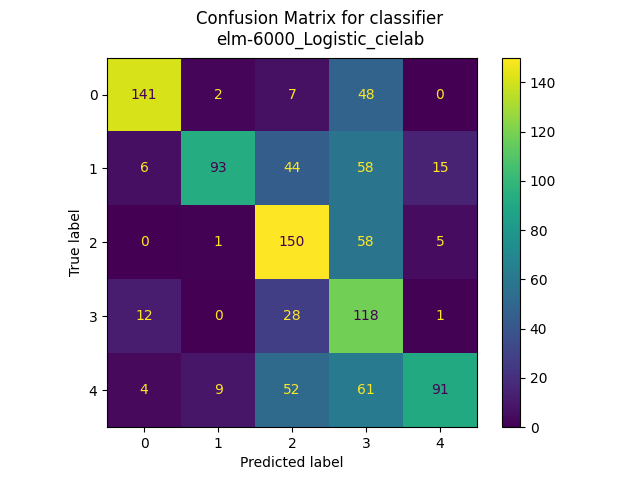 Confusion Matrix for classifier
elm-6000_Logistic_cielab
0 141 2 7 48 0
1 6 93 44 58 15
2 0 1 150 58 5
3 12 0 28 118 1
4 4 9 52 61 91
0 1 2 3 4
Predicted label
True label
140
120
100
80
60
40
20
0